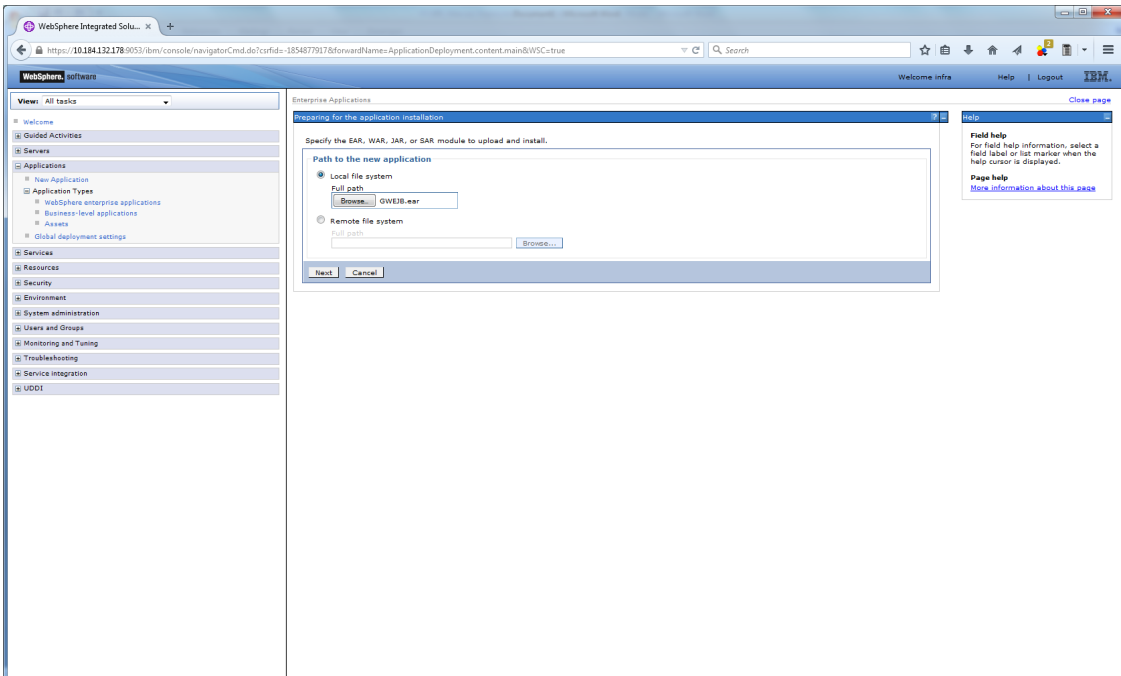 WebSphere Integrated Solu...
https://10.184.132.178:9053/ibm/console/navigatorCmd.do?csrfid=-1854877917&forwardName=ApplicationDeployment.content.main&WSC=true
Search
2
WebSphere. software
Welcome infra
Help | Logout
IBM.
View: All tasks
Welcome
Guided Activities
Servers
Applications
New Application
Application Types
WebSphere enterprise applications
Business-level applications
Assets
Global deployment settings
Services
Resources
Security
Environment
System administration
Users and Groups
Monitoring and Tuning
Troubleshooting
Service integration
UDDI
Enterprise Applications
Close page
Preparing for the application installation
Specify the EAR, WAR, JAR, or SAR module to upload and install.
Path to the new application
Local file system
Full path
Browse... GWEJB.ear
Remote file system
Full path
Browse...
Next Cancel
Help
Field help
For field help information, select a
field label or list marker when the
help cursor is displayed.
Page help
More information about this page